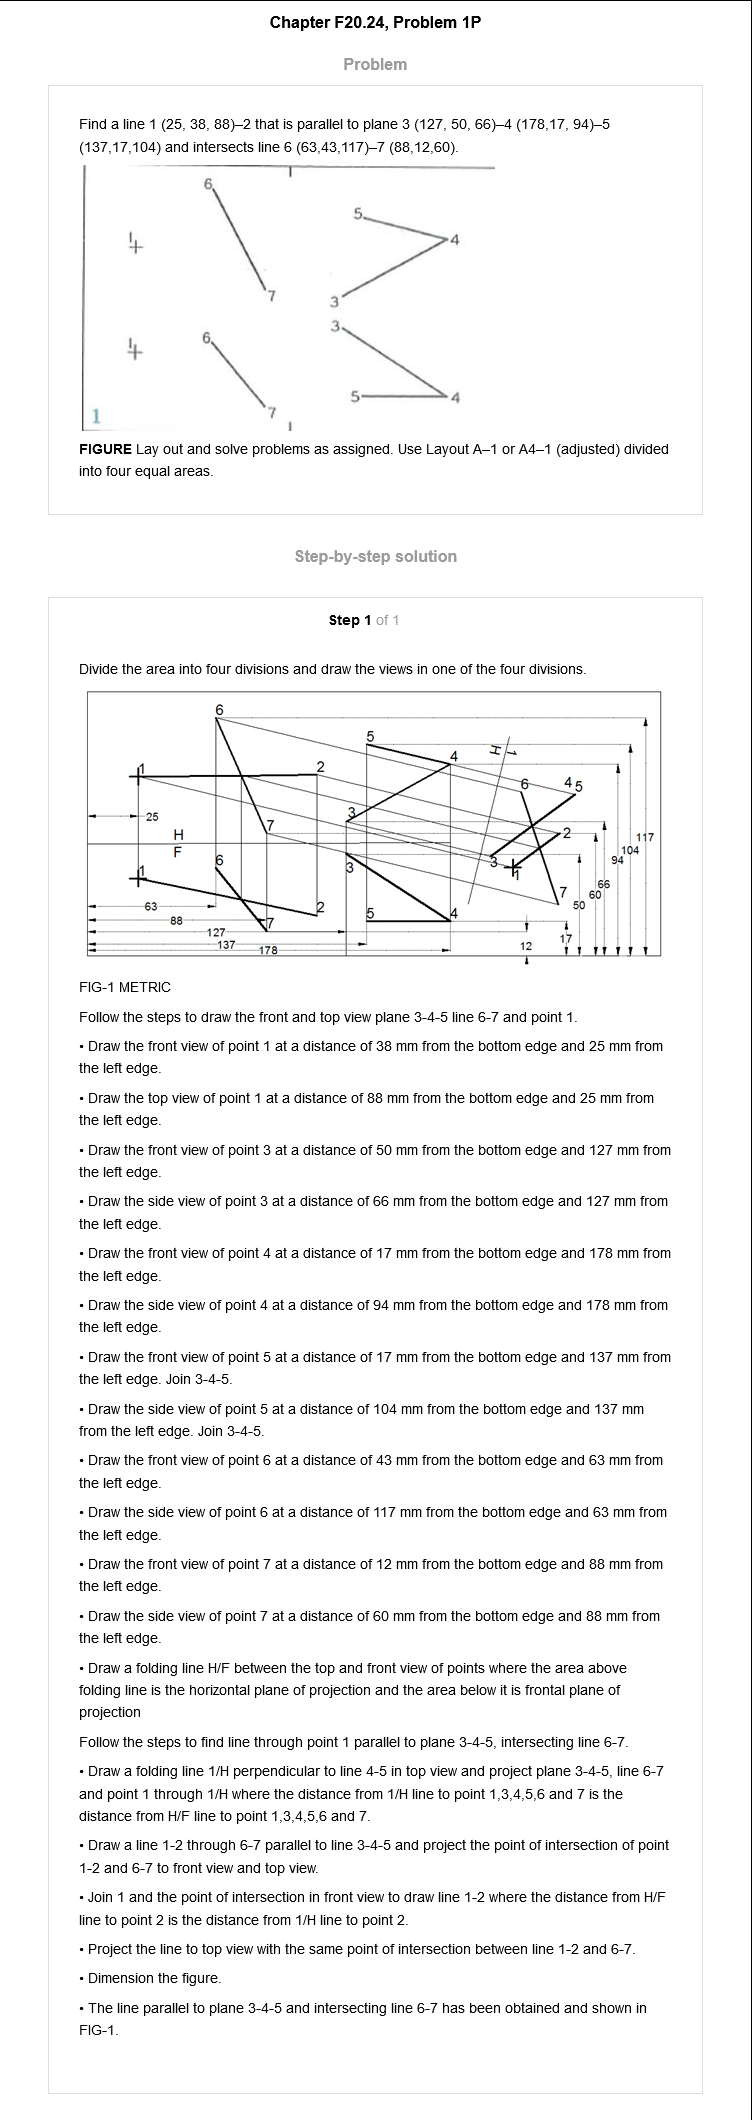 Chapter F20.24, Problem 1P
Problem
Find a line 1 (25, 38, 88)–2 that is parallel to plane 3 (127, 50, 66)–4 (178,17, 94)–5
(137,17,104) and intersects line 6 (63,43,117)–7 (88,12,60).
6
5
1
4
7
3
3
6
1
5
4
7
1
FIGURE Lay out and solve problems as assigned. Use Layout A–1 or A4–1 (adjusted) divided
into four equal areas.
Step-by-step solution
Step 1 of 1
Divide the area into four divisions and draw the views in one of the four divisions.
6
5
4
H
1
1
2
6
4 5
3
25
7
2
H
117
F
104
6
3
1
94
1
3
7
66
60
63
2
5
4
50
88
7
127
17
137
12
178
FIG-1 METRIC
Follow the steps to draw the front and top view plane 3-4-5 line 6-7 and point 1.
• Draw the front view of point 1 at a distance of 38 mm from the bottom edge and 25 mm from
the left edge.
• Draw the top view of point 1 at a distance of 88 mm from the bottom edge and 25 mm from
the left edge.
• Draw the front view of point 3 at a distance of 50 mm from the bottom edge and 127 mm from
the left edge.
• Draw the side view of point 3 at a distance of 66 mm from the bottom edge and 127 mm from
the left edge.
• Draw the front view of point 4 at a distance of 17 mm from the bottom edge and 178 mm from
the left edge.
• Draw the side view of point 4 at a distance of 94 mm from the bottom edge and 178 mm from
the left edge.
• Draw the front view of point 5 at a distance of 17 mm from the bottom edge and 137 mm from
the left edge. Join 3-4-5.
• Draw the side view of point 5 at a distance of 104 mm from the bottom edge and 137 mm
from the left edge. Join 3-4-5.
• Draw the front view of point 6 at a distance of 43 mm from the bottom edge and 63 mm from
the left edge.
• Draw the side view of point 6 at a distance of 117 mm from the bottom edge and 63 mm from
the left edge.
• Draw the front view of point 7 at a distance of 12 mm from the bottom edge and 88 mm from
the left edge.
• Draw the side view of point 7 at a distance of 60 mm from the bottom edge and 88 mm from
the left edge.
• Draw a folding line H/F between the top and front view of points where the area above
folding line is the horizontal plane of projection and the area below it is frontal plane of
projection
Follow the steps to find line through point 1 parallel to plane 3-4-5, intersecting line 6-7.
• Draw a folding line 1/H perpendicular to line 4-5 in top view and project plane 3-4-5, line 6-7
and point 1 through 1/H where the distance from 1/H line to point 1,3,4,5,6 and 7 is the
distance from H/F line to point 1,3,4,5,6 and 7.
• Draw a line 1-2 through 6-7 parallel to line 3-4-5 and project the point of intersection of point
1-2 and 6-7 to front view and top view.
• Join 1 and the point of intersection in front view to draw line 1-2 where the distance from H/F
line to point 2 is the distance from 1/H line to point 2.
• Project the line to top view with the same point of intersection between line 1-2 and 6-7.
• Dimension the figure.
• The line parallel to plane 3-4-5 and intersecting line 6-7 has been obtained and shown in
FIG-1.